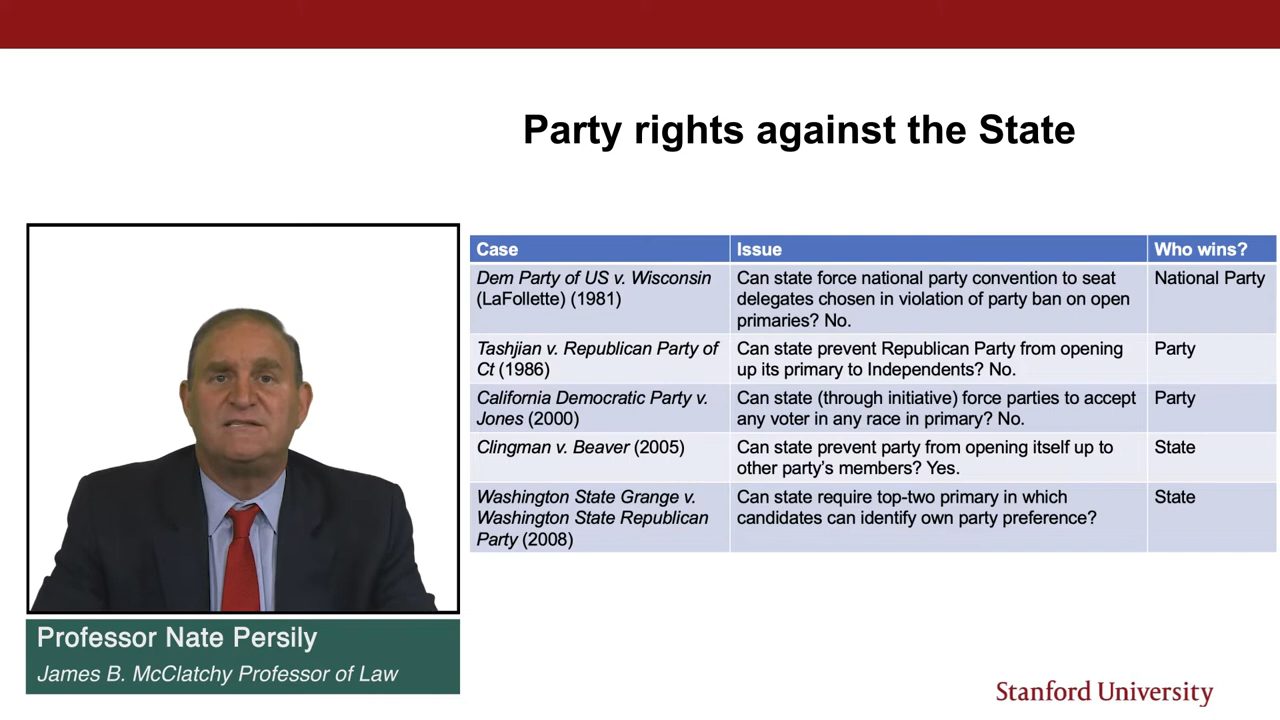 Party rights against the State
Case Issue Who wins?
Dem Party of US v. Wisconsin (LaFollette) (1981) Can state force national party convention to seat delegates chosen in violation of party ban on open primaries? No. National Party
Tashjian v. Republican Party of Ct (1986) Can state prevent Republican Party from opening up its primary to Independents? No. Party
California Democratic Party v. Jones (2000) Can state (through initiative) force parties to accept any voter in any race in primary? No. Party
Clingman v. Beaver (2005) Can state prevent party from opening itself up to other party's members? Yes. State
Washington State Grange v. Washington State Republican Party (2008) Can state require top-two primary in which candidates can identify own party preference? State
Professor Nate Persily
James B. McClatchy Professor of Law
Stanford University